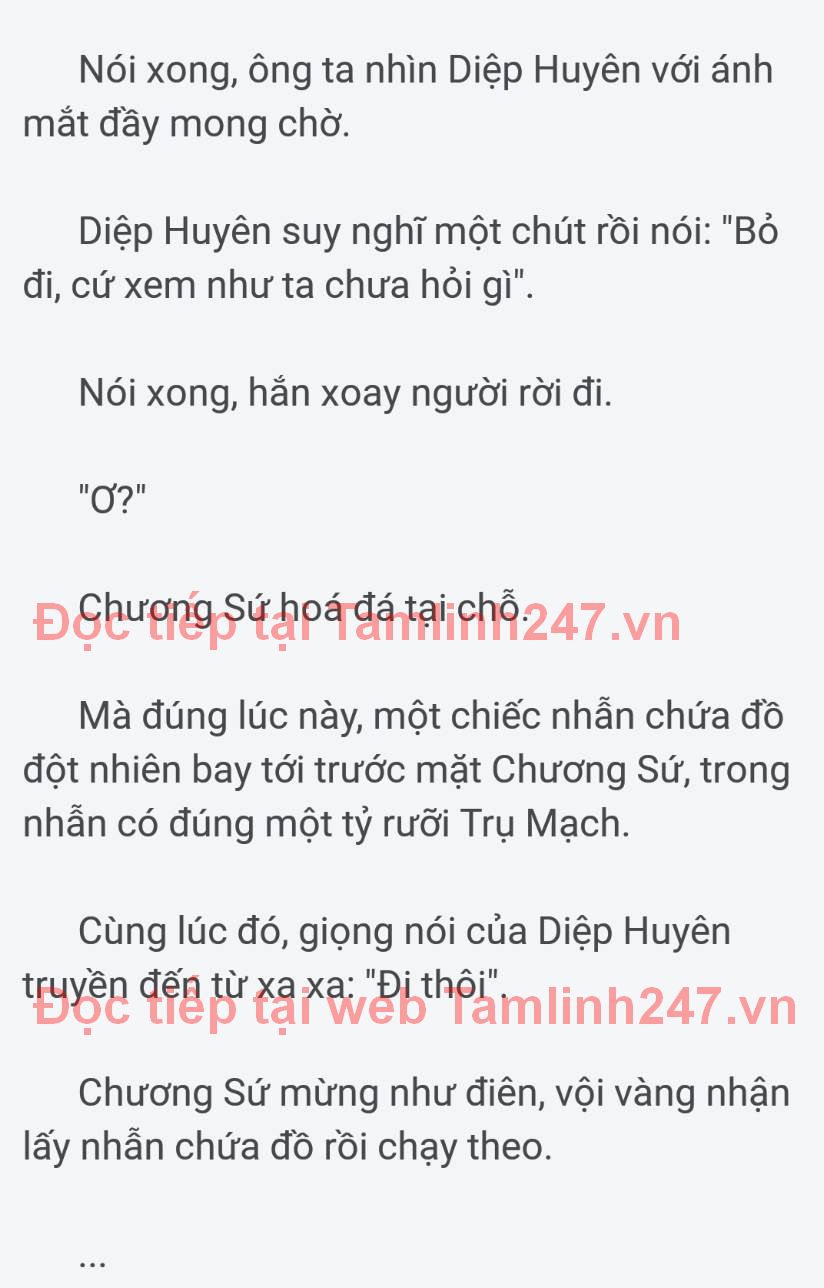 Nói xong, ông ta nhìn Diệp Huyên với ánh
mắt đầy mong chờ.
Diệp Huyên suy nghĩ một chút rồi nói: "Bỏ
đi, cứ xem như ta chưa hỏi gì".
Nói xong, hắn xoay người rời đi.
"Ơ?"
Chương Sứ hoá đá tại chỗ.
Đọc tiếp tại Tamlinh247.vn
Mà đúng lúc này, một chiếc nhẫn chứa đồ
đột nhiên bay tới trước mặt Chương Sứ, trong
nhẫn có đúng một tỷ rưỡi Trụ Mạch.
Cùng lúc đó, giọng nói của Diệp Huyên
truyền đến từ xa xa: "Đi thôi".
Đọc tiếp tại web Tamlinh247.vn
Chương Sứ mừng như điên, vội vàng nhận
lấy nhẫn chứa đồ rồi chạy theo.
...